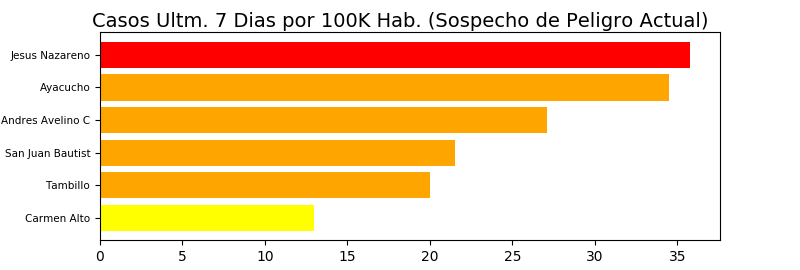 Casos Ultm. 7 Dias por 100K Hab. (Sospecho de Peligro Actual)
Jesus Nazareno
Ayacucho
Andres Avelino C
San Juan Bautist
Tambillo
Carmen Alto
0 5 10 15 20 25 30 35